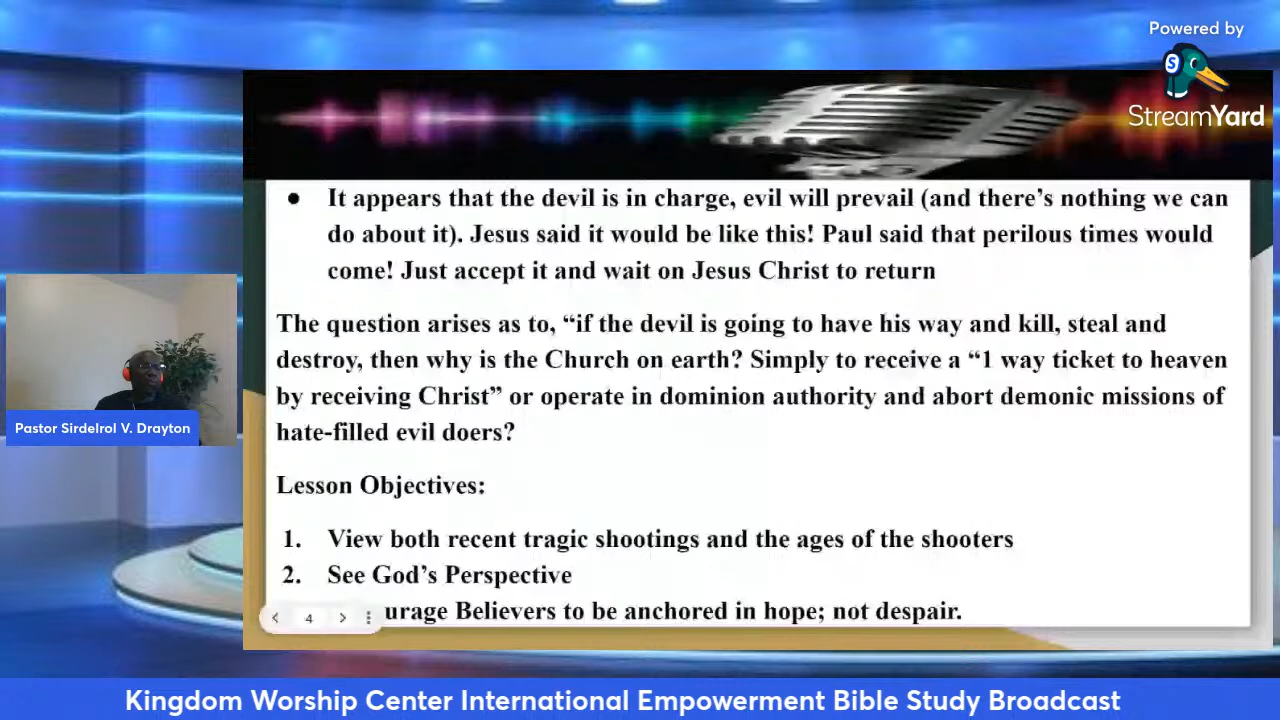 Powered by
StreamYard
● It appears that the devil is in charge, evil will prevail (and there’s nothing we can
do about it). Jesus said it would be like this! Paul said that perilous times would
come! Just accept it and wait on Jesus Christ to return
The question arises as to, “if the devil is going to have his way and kill, steal and
destroy, then why is the Church on earth? Simply to receive a “1 way ticket to heaven
by receiving Christ” or operate in dominion authority and abort demonic missions of
hate-filled evil doers?
Lesson Objectives:
1. View both recent tragic shootings and the ages of the shooters
2. See God’s Perspective
urage Believers to be anchored in hope; not despair.
4
Pastor Sirdelrol V. Drayton
Kingdom Worship Center International Empowerment Bible Study Broadcast